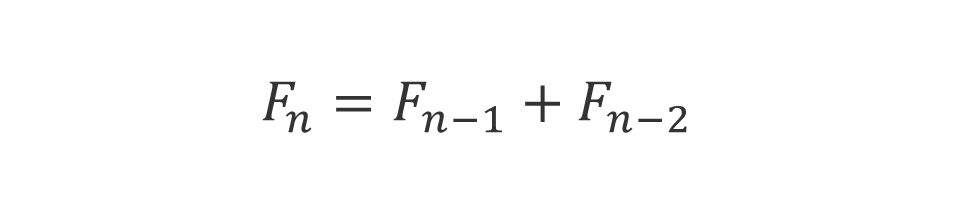 Fₙ = Fₙ₋₁ + Fₙ₋₂